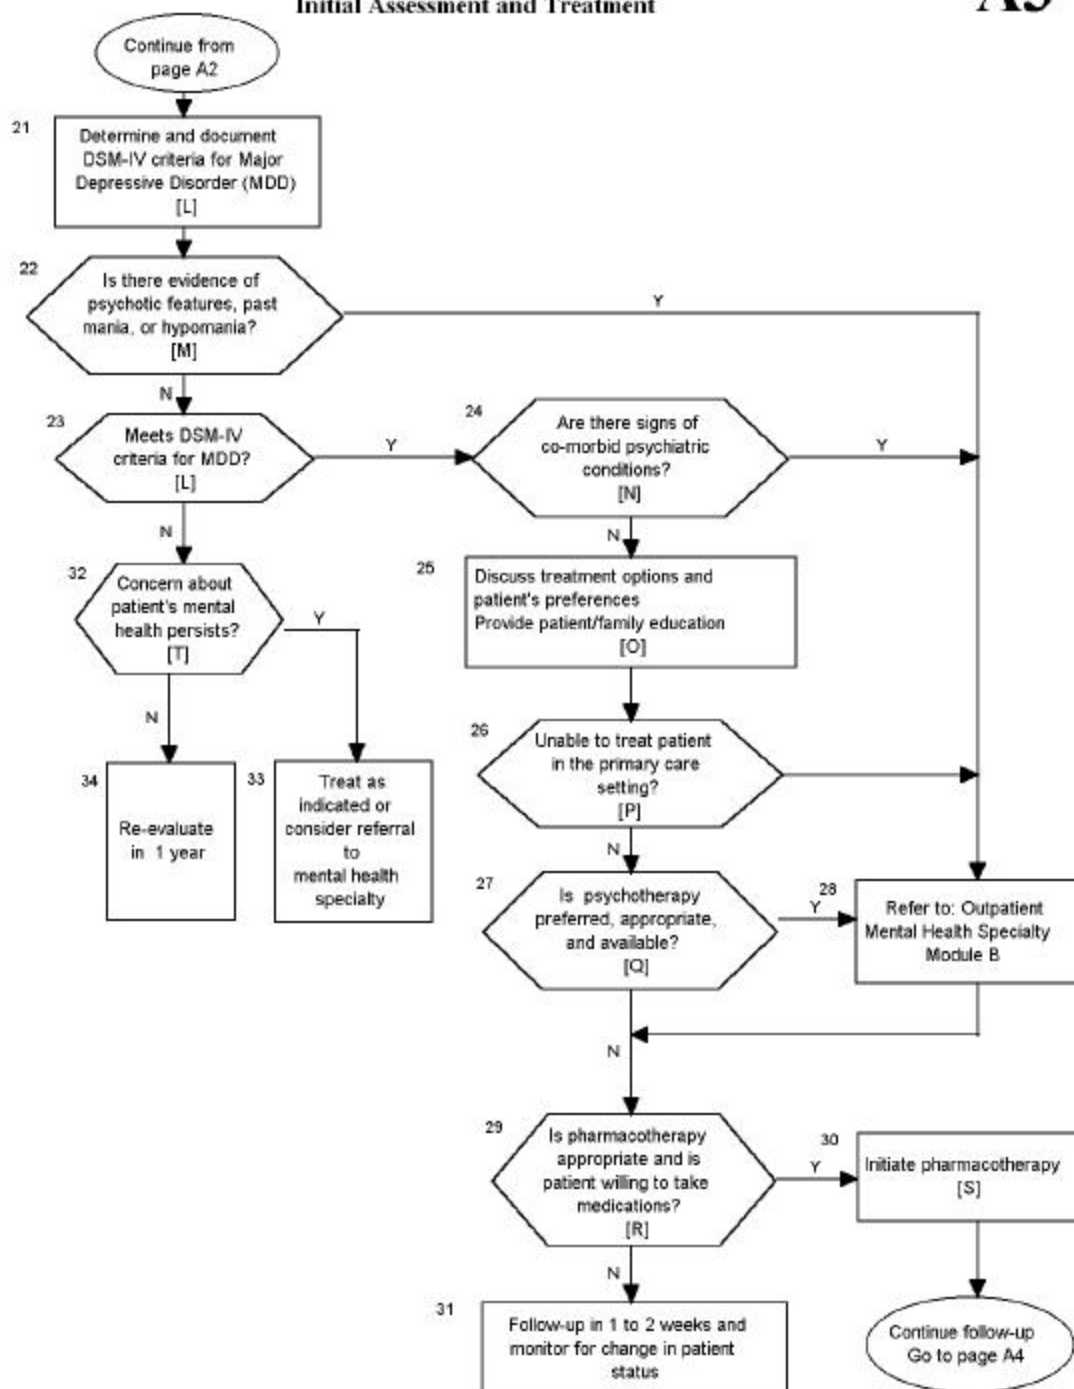 Initial Assessment and Treatment
A3
Continue from
page A2
21
Determine and document
DSM-IV criteria for Major
Depressive Disorder (MDD)
[L]
22
Is there evidence of
psychotic features, past
mania, or hypomania?
[M]
Y
N
23
Meets DSM-IV
criteria for MDD?
[L]
Y
24
Are there signs of
co-morbid psychiatric
conditions?
[N]
Y
N
N
32
Concern about
patient's mental
health persists?
[T]
Y
N
34
Re-evaluate
in 1 year
33
Treat as
indicated or
consider referral
to
mental health
specialty
25
Discuss treatment options and
patient's preferences
Provide patient/family education
[O]
26
Unable to treat patient
in the primary care
setting?
[P]
N
27
Is psychotherapy
preferred, appropriate,
and available?
[Q]
Y
28
Refer to: Outpatient
Mental Health Specialty
Module B
N
29
Is pharmacotherapy
appropriate and is
patient willing to take
medications?
[R]
Y
30
Initiate pharmacotherapy
[S]
N
31
Follow-up in 1 to 2 weeks and
monitor for change in patient
status
Continue follow-up
Go to page A4